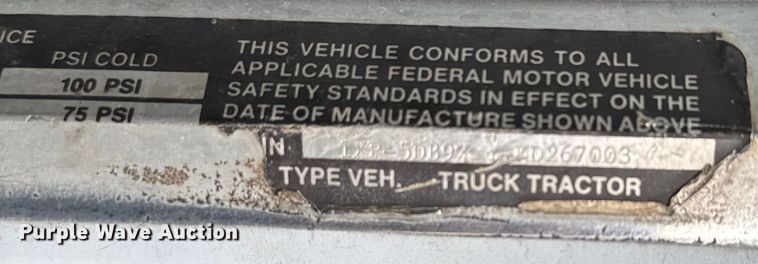 ICE
PSI COLD
100 PSI
75 PSI
THIS VEHICLE CONFORMS TO ALL
APPLICABLE FEDERAL MOTOR VEHICLE
SAFETY STANDARDS IN EFFECT ON THE
DATE OF MANUFACTURE SHOWN ABOVE
IN
TYPE VEH. TRUCK TRACTOR
Purple Wave Auction